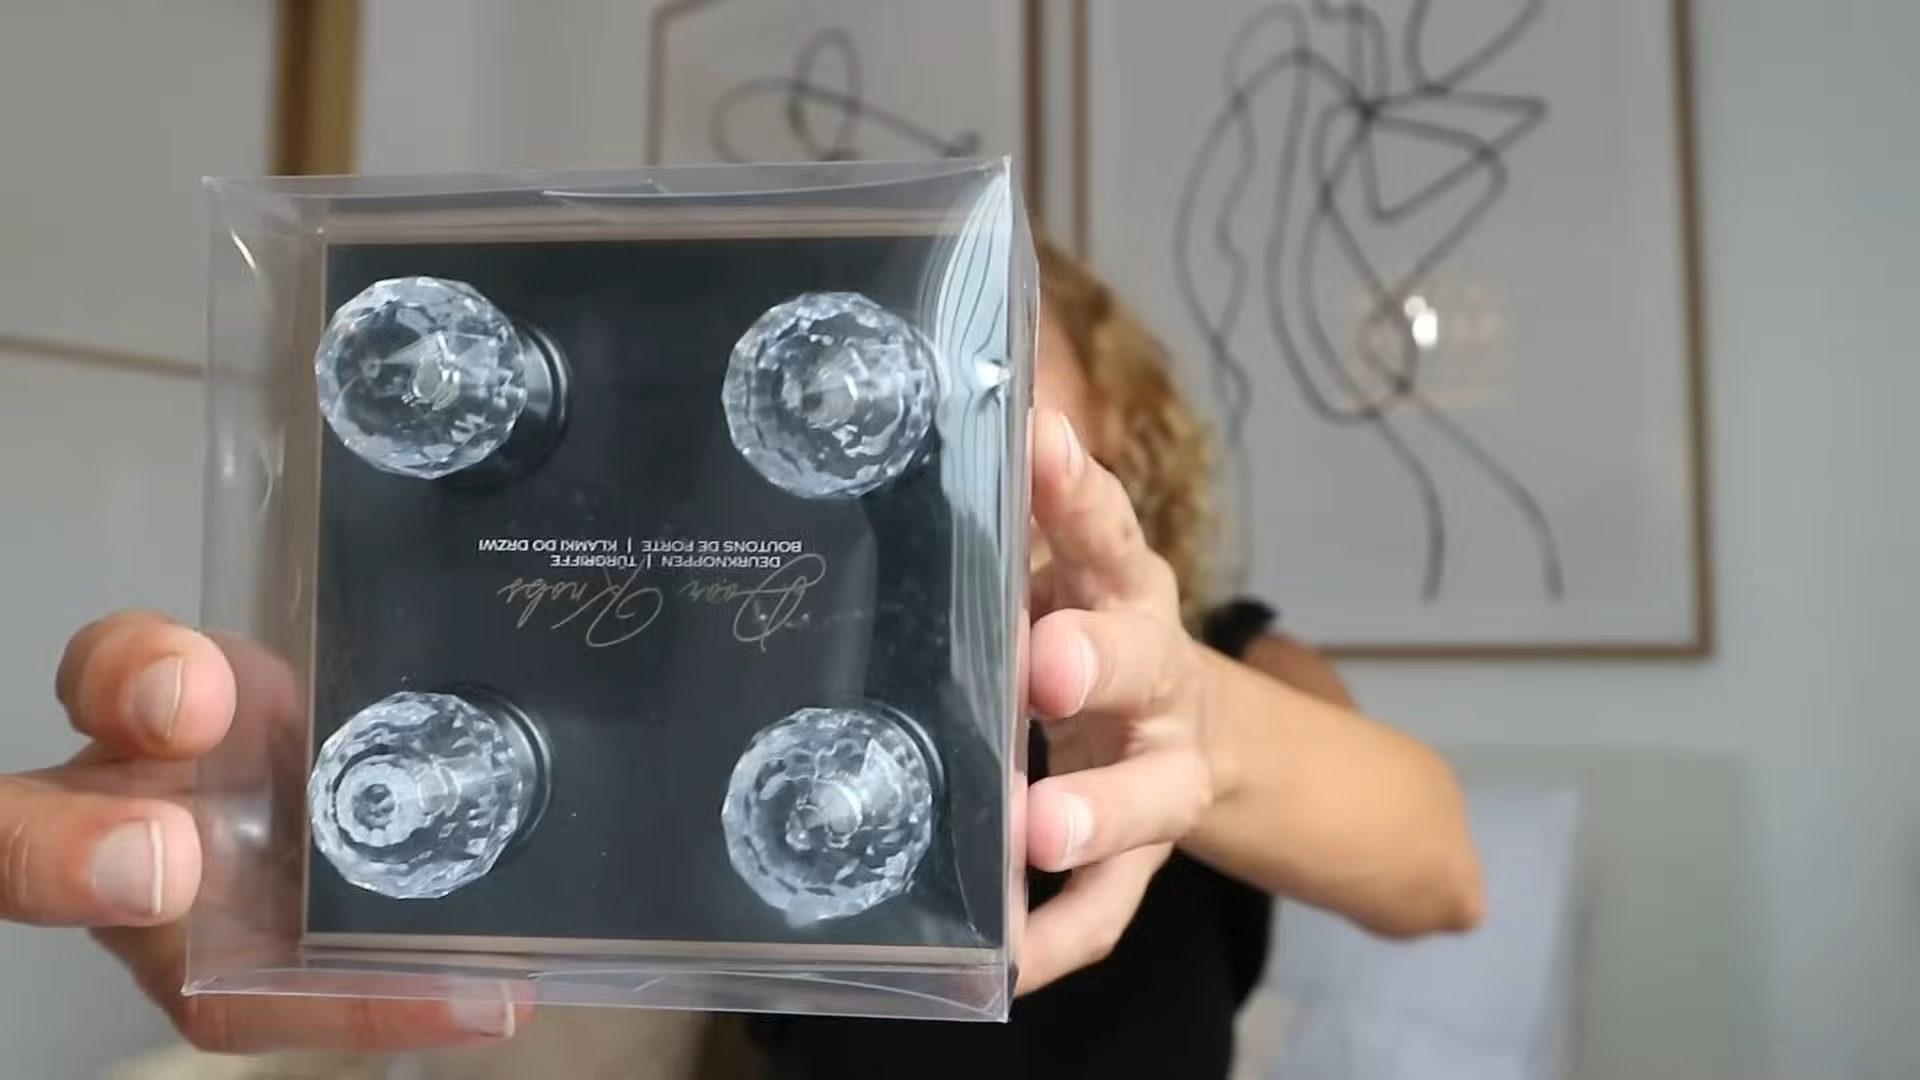 Door Knobs
DEURKNOPPEN | TÜRGRIFFE
BOUTONS DE PORTE | KLAMKI DO DRZWI